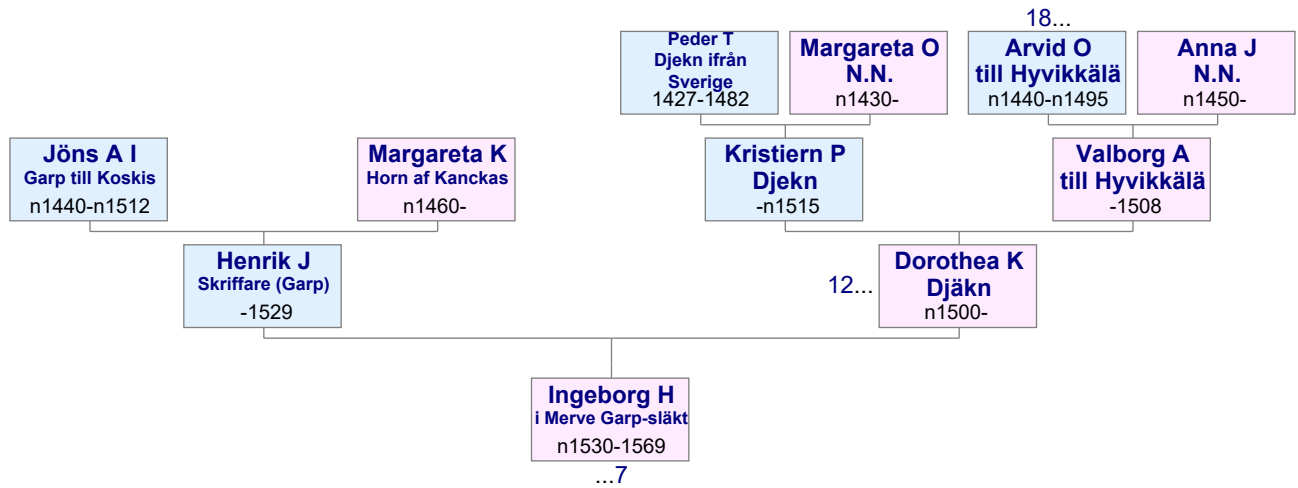 18...
Peder T
Djekn ifrån
Sverige
1427-1482
Margareta O
N.N.
n1430-
Arvid O
till Hyvikkälä
n1440-n1495
Anna J
N.N.
n1450-
Jöns A I
Garp till Koskis
n1440-n1512
Margareta K
Horn af Kanckas
n1460-
Kristiern P
Djekn
-n1515
Valborg A
till Hyvikkälä
-1508
Henrik J
Skriffare (Garp)
-1529
12...
Dorothea K
Djäkn
n1500-
Ingeborg H
i Merve Garp-släkt
n1530-1569
...7